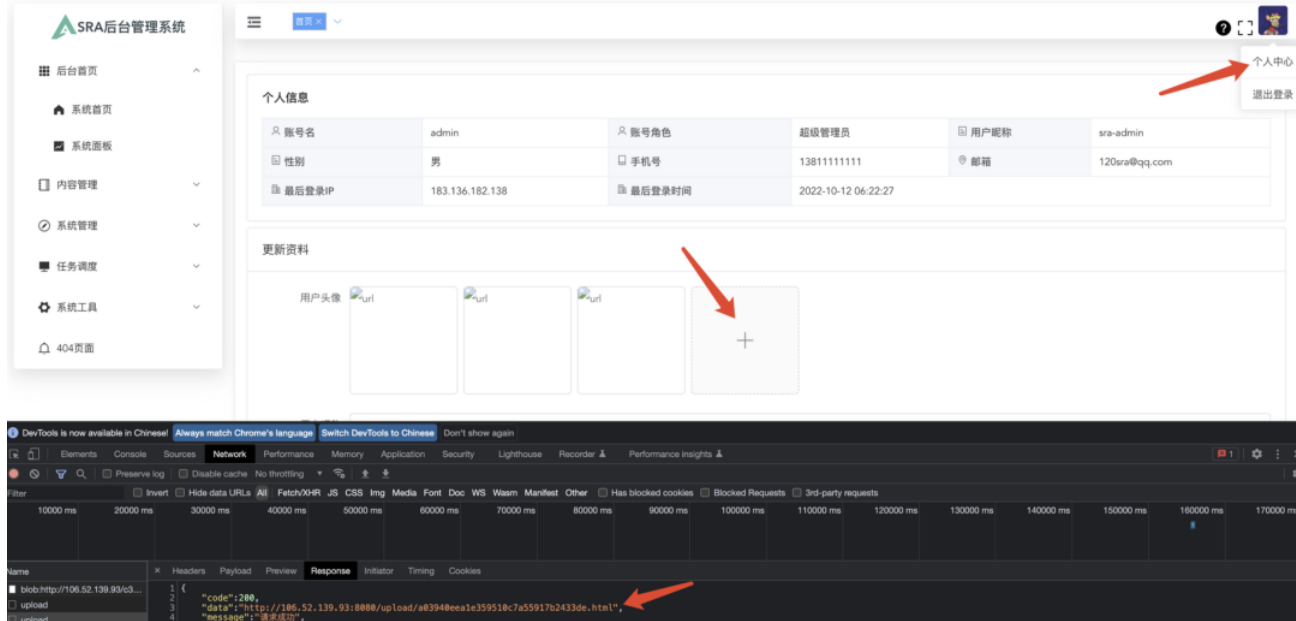 SRA后台管理系统
首页 ×
后台首页
系统首页
系统面板
内容管理
系统管理
任务调度
系统工具
404页面
个人中心
退出登录
个人信息
账号名 admin 账号角色 超级管理员 用户昵称 sra-admin
性别 男 手机号 13811111111 邮箱 120sra@qq.com
最后登录IP 183.136.182.138 最后登录时间 2022-10-12 06:22:27
更新资料
用户头像 url url url
DevTools is now available in Chinese! Always match Chrome's language Switch DevTools to Chinese Don't show again
Elements Console Sources Network Performance Memory Application Security Lighthouse Recorder Performance insights 1
Preserve log Disable cache No throttling
Filter Invert Hide data URLs All Fetch/XHR JS CSS Img Media Font Doc WS Wasm Manifest Other Has blocked cookies Blocked Requests 3rd-party requests
10000 ms 20000 ms 30000 ms 40000 ms 50000 ms 60000 ms 70000 ms 80000 ms 90000 ms 100000 ms 110000 ms 120000 ms 130000 ms 140000 ms 150000 ms 160000 ms 170000 m
Name × Headers Payload Preview Response Initiator Timing Cookies
blob:http://106.52.139.93/c3... 1 {
upload 2 "code":200,
3 "data":"http://106.52.139.93:8080/upload/a03940eea1e359510c7a55917b2433de.html",
upload 4 "message":"请求成功",